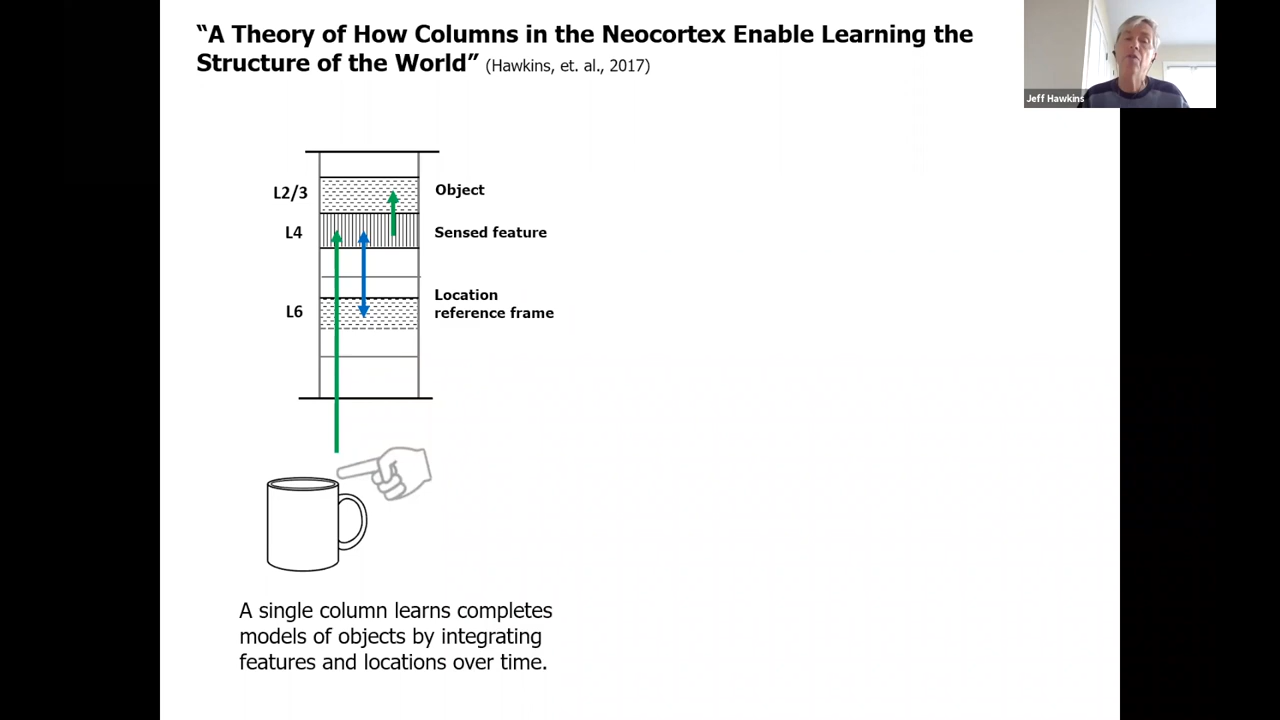 “A Theory of How Columns in the Neocortex Enable Learning the
Structure of the World” (Hawkins, et. al., 2017)
Jeff Hawkins
L2/3
Object
L4
Sensed feature
Location
L6
reference frame
A single column learns completes
models of objects by integrating
features and locations over time.